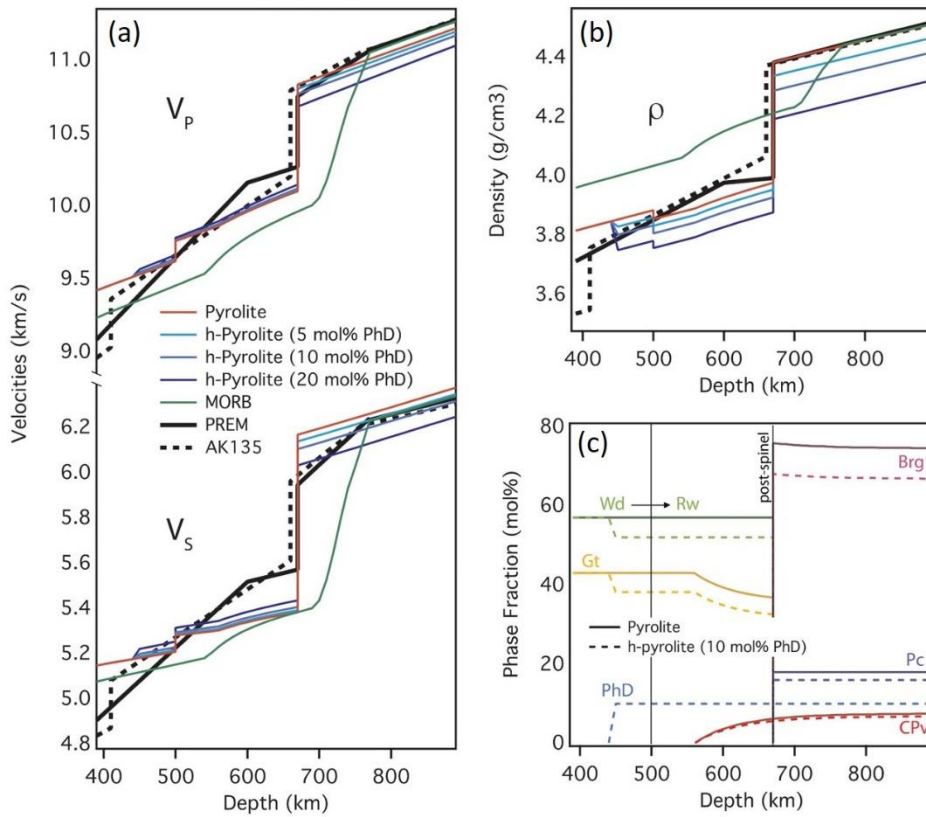 (a)
V_P
11.0
10.5
10.0
9.5
9.0
Velocities (km/s)
Pyrolite
h-Pyrolite (5 mol% PhD)
h-Pyrolite (10 mol% PhD)
h-Pyrolite (20 mol% PhD)
MORB
PREM
AK135
V_S
6.2
6.0
5.8
5.6
5.4
5.2
5.0
4.8
400 500 600 700 800
Depth (km)
(b)
ρ
4.4
4.2
4.0
3.8
3.6
Density (g/cm3)
400 500 600 700 800
Depth (km)
(c)
80
60
40
20
0
Phase Fraction (mol%)
Wd → Rw
Gt
PhD
post-spinel
Brg
Pyrolite
h-pyrolite (10 mol% PhD)
Pc
CPv
400 500 600 700 800
Depth (km)